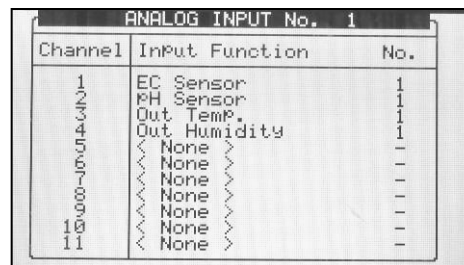 ANALOG INPUT No. 1
Channel Input Function No.
1 EC Sensor 1
2 pH Sensor 1
3 Out Temp. 1
4 Out Humidity 1
5 < None > -
6 < None > -
7 < None > -
8 < None > -
9 < None > -
10 < None > -
11 < None > -